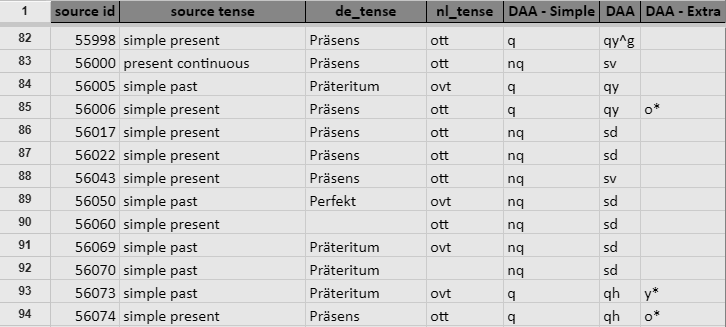 1 source id source tense de_tense nl_tense DAA - Simple DAA DAA - Extra
82 55998 simple present Präsens ott q qy^g
83 56000 present continuous Präsens ott nq sv
84 56005 simple past Präteritum ovt q qy
85 56006 simple present Präsens ott q qy o*
86 56017 simple present Präsens ott nq sd
87 56022 simple present Präsens ott nq sd
88 56043 simple present Präsens ott nq sv
89 56050 simple past Perfekt ovt nq sd
90 56060 simple present ott nq sd
91 56069 simple past Präteritum ovt nq sd
92 56070 simple past Präteritum nq sd
93 56073 simple past Präteritum ovt q qh y*
94 56074 simple present Präsens ott q qh o*